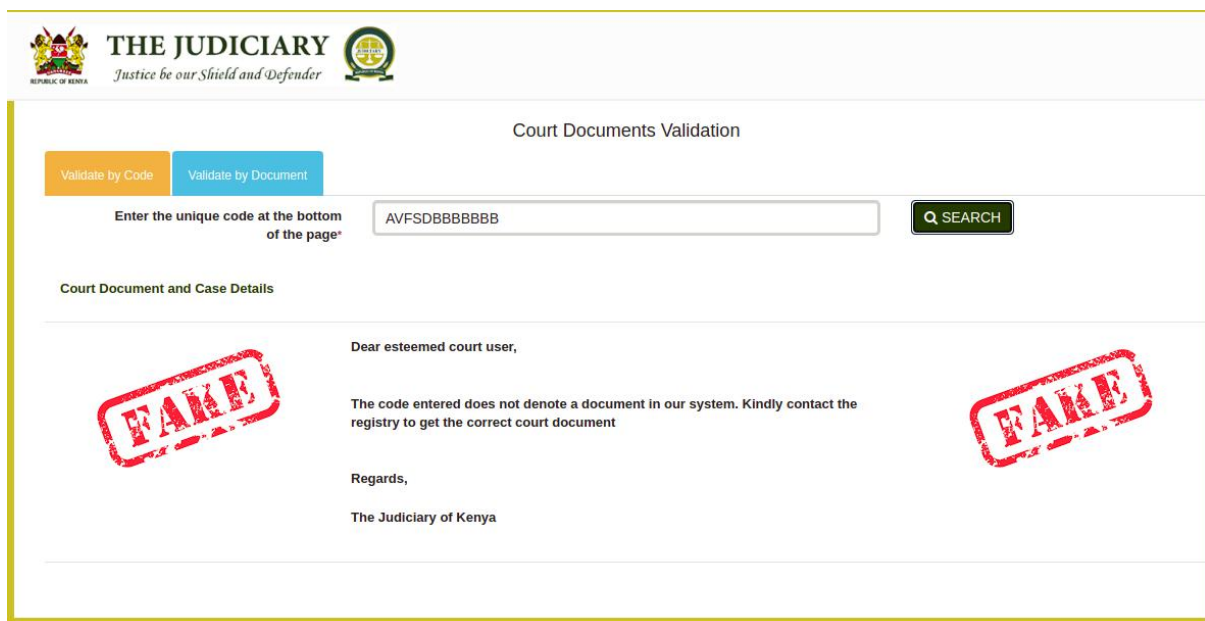 THE JUDICIARY
Justice be our Shield and Defender
REPUBLIC OF KENYA
Court Documents Validation
Validate by Code
Validate by Document
Enter the unique code at the bottom
of the page*
AVFSDBBBBBBB
SEARCH
Court Document and Case Details
Dear esteemed court user,
FAKE
FAKE
The code entered does not denote a document in our system. Kindly contact the
registry to get the correct court document
Regards,
The Judiciary of Kenya